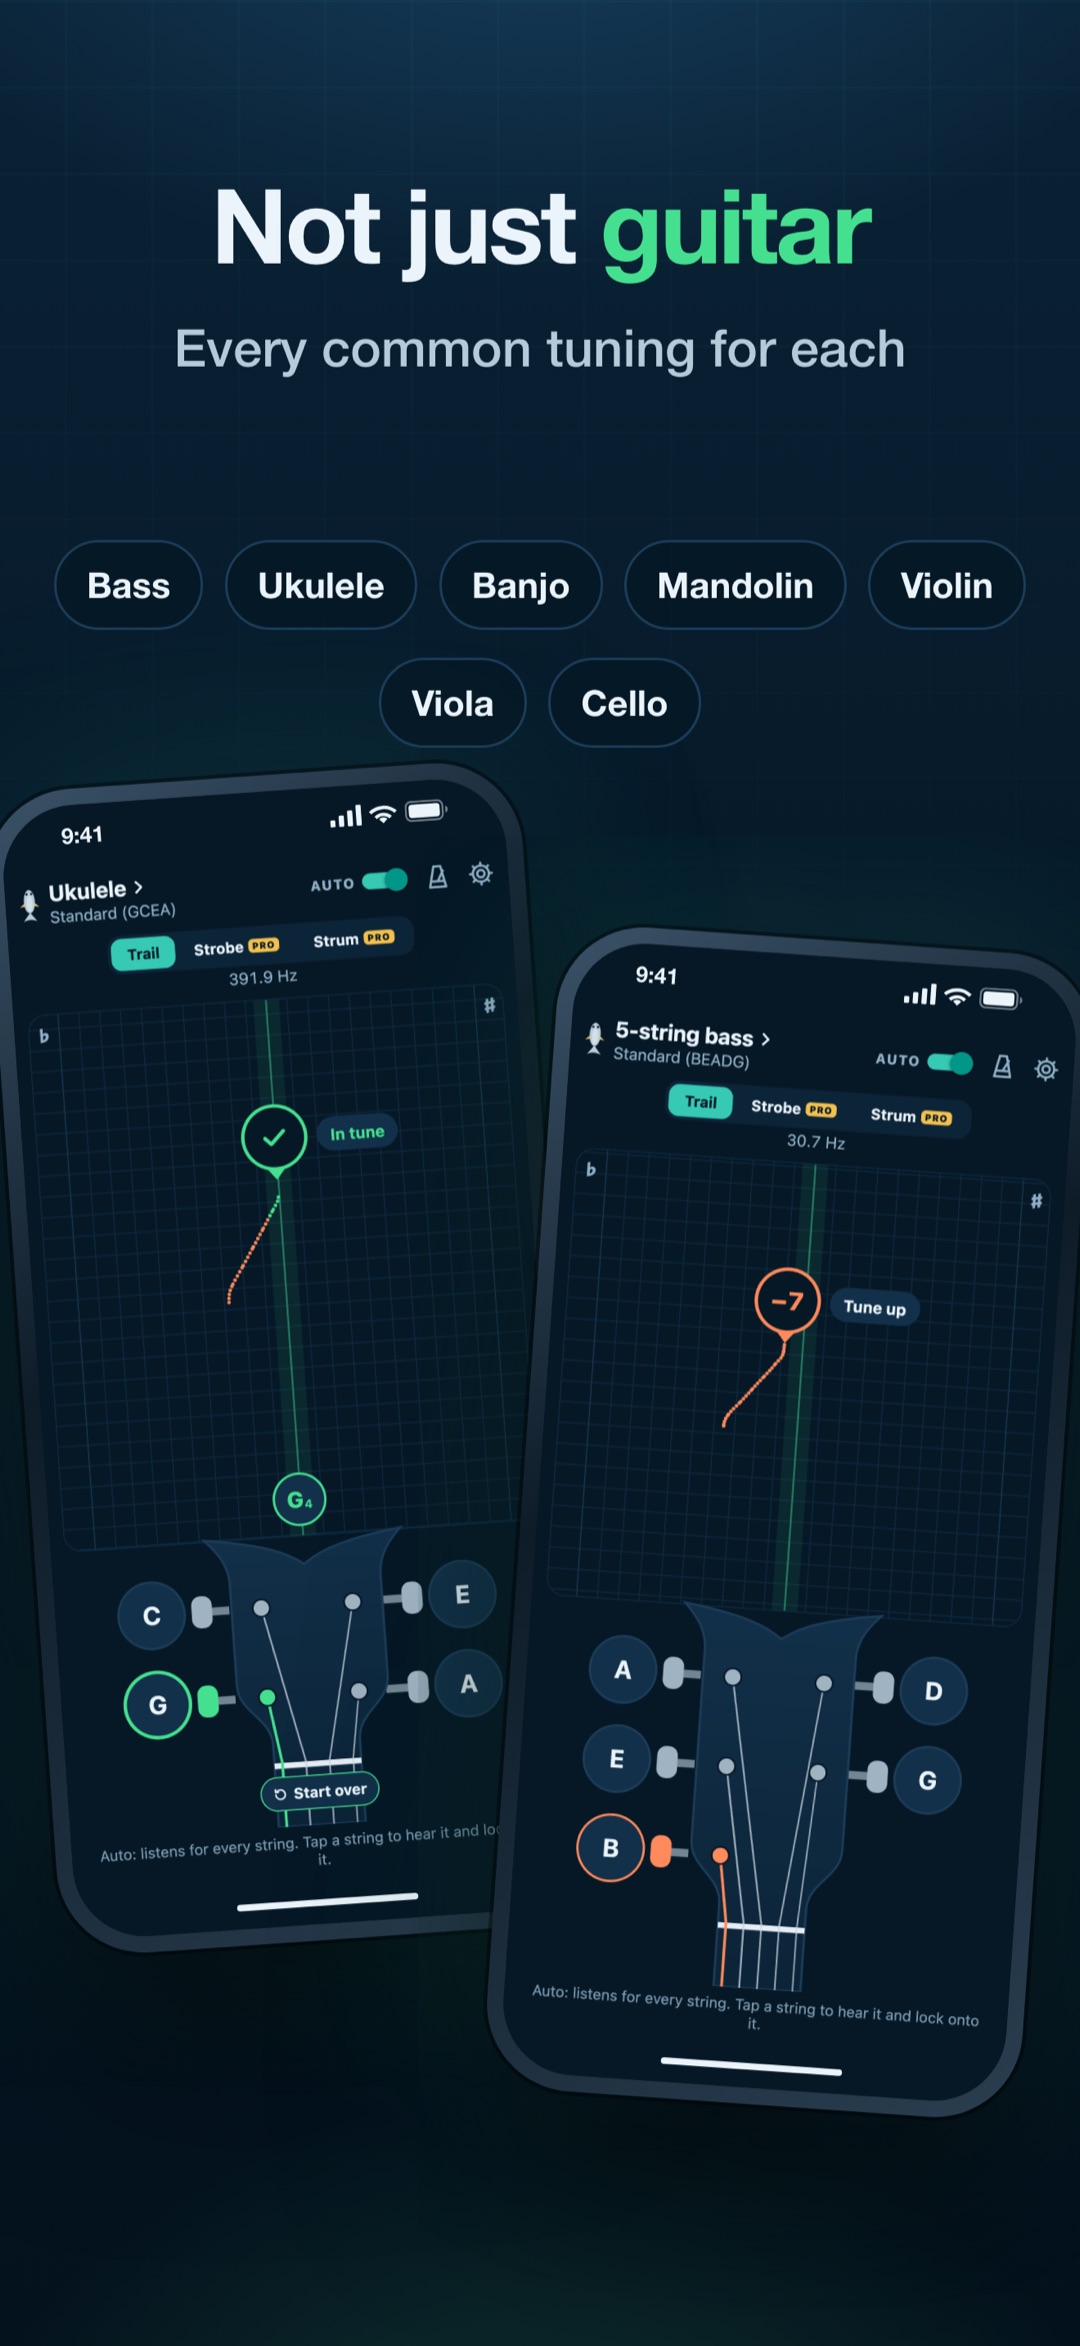 Not just guitar
Every common tuning for each
Bass
Ukulele
Banjo
Mandolin
Violin
Viola
Cello
9:41
Ukulele
Standard (GCEA)
AUTO
Trail
Strobe PRO
Strum PRO
391.9 Hz
♭
♯
In tune
G4
C
E
G
A
Start over
Auto: listens for every string. Tap a string to hear it and
it.
9:41
5-string bass
Standard (BEADG)
AUTO
Trail
Strobe PRO
Strum PRO
30.7 Hz
♭
♯
−7
Tune up
A
D
E
G
B
Auto: listens for every string. Tap a string to hear it and lock onto
it.